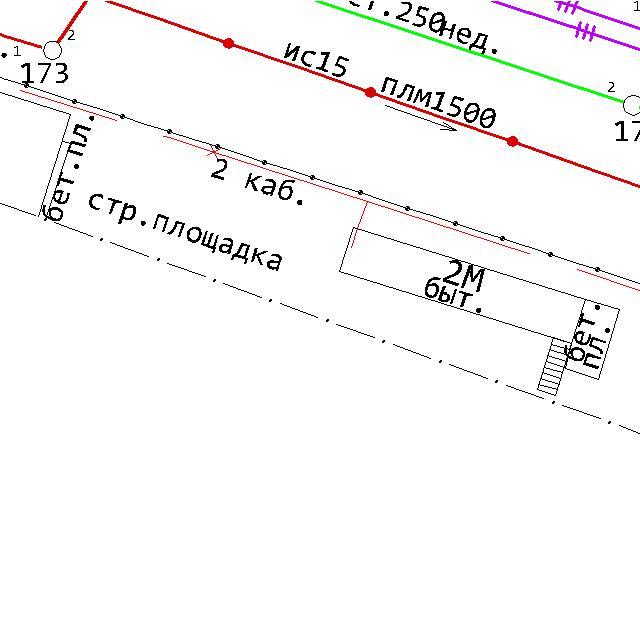 ст.250
нед.
1
2
1
173
ис15
плм1500
2
17
бет.пл.
2 каб.
стр.площадка
2М
быт.
бет.
пл.